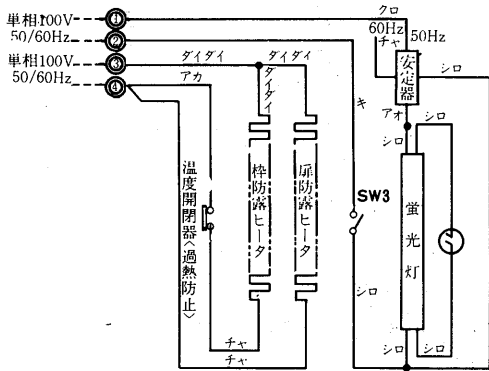 単相100V
50/60Hz
単相100V
50/60Hz
①
②
③
④
クロ
60Hz
チャ
50Hz
安定器
シロ
アオ
シロ
シロ
ダイダイ
ダイダイ
アカ
ダイダイ
キ
SW3
シロ
温度開閉器〈過熱防止〉
枠防露ヒータ
扉防露ヒータ
蛍光灯
チャ
チャ
シロ
シロ